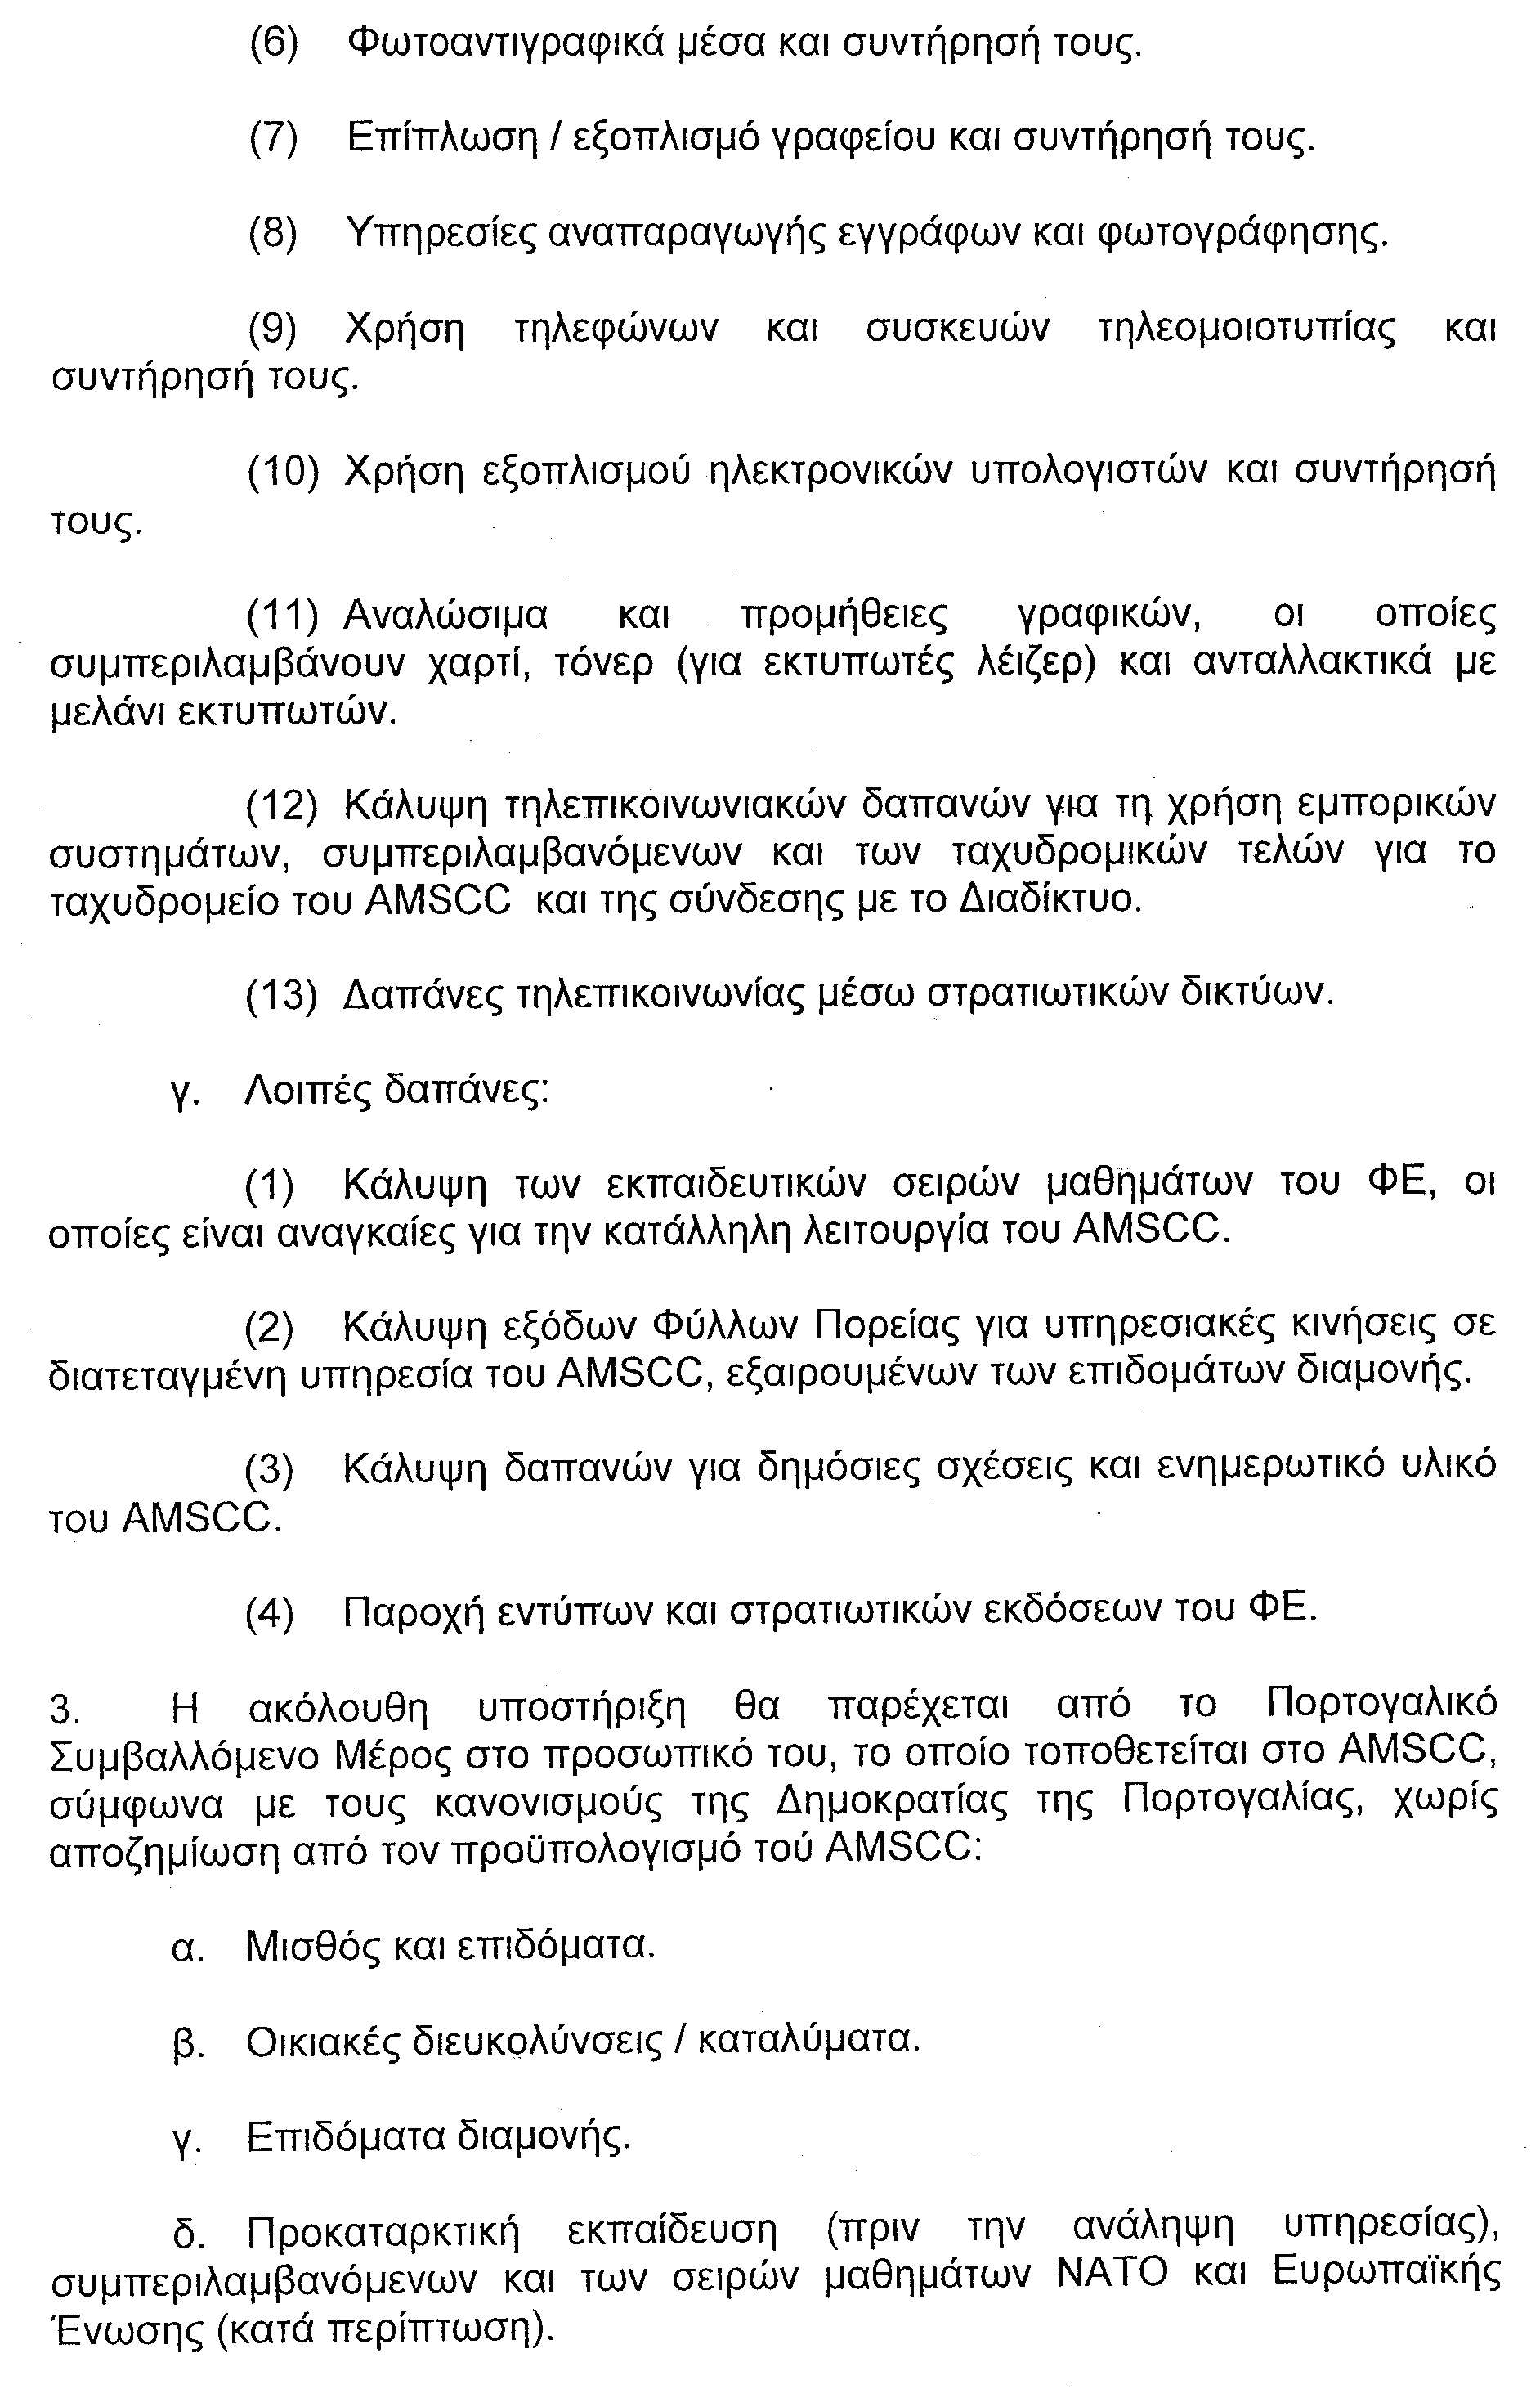 (6) Φωτοαντιγραφικά μέσα και συντήρησή τους.
(7) Επίπλωση / εξοπλισμό γραφείου και συντήρησή τους.
(8) Υπηρεσίες αναπαραγωγής εγγράφων και φωτογράφησης.
(9) Χρήση τηλεφώνων και συσκευών τηλεομοιοτυπίας και
συντήρησή τους.
(10) Χρήση εξοπλισμού ηλεκτρονικών υπολογιστών και συντήρησή
τους.
(11) Αναλώσιμα και προμήθειες γραφικών, οι οποίες
συμπεριλαμβάνουν χαρτί, τόνερ (για εκτυπωτές λέιζερ) και ανταλλακτικά με
μελάνι εκτυπωτών.
(12) Κάλυψη τηλεπικοινωνιακών δαπανών για τη χρήση εμπορικών
συστημάτων, συμπεριλαμβανόμενων και των ταχυδρομικών τελών για το
ταχυδρομείο του AMSCC και της σύνδεσης με το Διαδίκτυο.
(13) Δαπάνες τηλεπικοινωνίας μέσω στρατιωτικών δικτύων.
γ. Λοιπές δαπάνες:
(1) Κάλυψη των εκπαιδευτικών σειρών μαθημάτων του ΦΕ, οι
οποίες είναι αναγκαίες για την κατάλληλη λειτουργία του AMSCC.
(2) Κάλυψη εξόδων Φύλλων Πορείας για υπηρεσιακές κινήσεις σε
διατεταγμένη υπηρεσία του AMSCC, εξαιρουμένων των επιδομάτων διαμονής.
(3) Κάλυψη δαπανών για δημόσιες σχέσεις και ενημερωτικό υλικό
του AMSCC.
(4) Παροχή εντύπων και στρατιωτικών εκδόσεων του ΦΕ.
3. Η ακόλουθη υποστήριξη θα παρέχεται από το Πορτογαλικό
Συμβαλλόμενο Μέρος στο προσωπικό του, το οποίο τοποθετείται στο AMSCC,
σύμφωνα με τους κανονισμούς της Δημοκρατίας της Πορτογαλίας, χωρίς
αποζημίωση από τον προϋπολογισμό τού AMSCC:
α. Μισθός και επιδόματα.
β. Οικιακές διευκολύνσεις / καταλύματα.
γ. Επιδόματα διαμονής.
δ. Προκαταρκτική εκπαίδευση (πριν την ανάληψη υπηρεσίας),
συμπεριλαμβανόμενων και των σειρών μαθημάτων ΝΑΤΟ και Ευρωπαϊκής
Ένωσης (κατά περίπτωση).